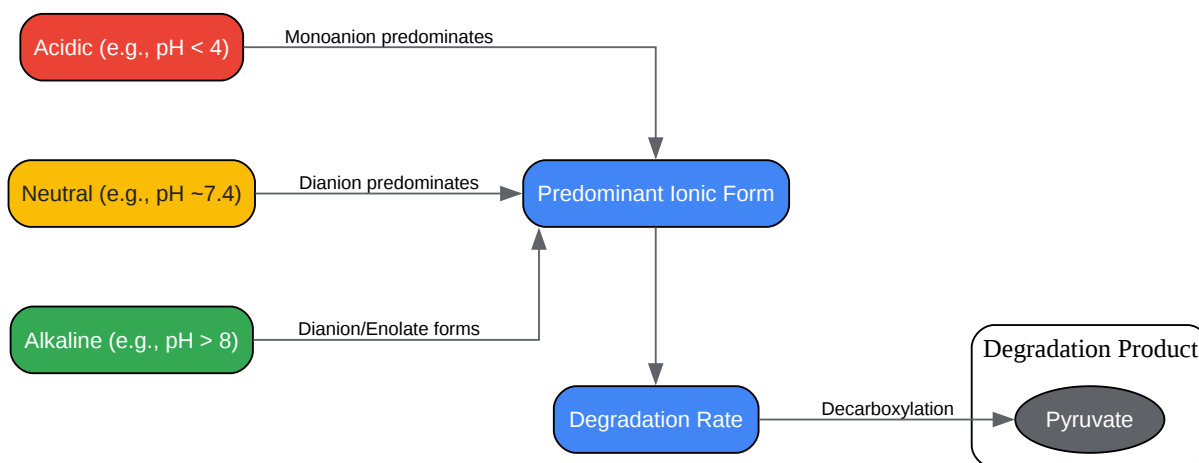 Acidic (e.g., pH < 4)
Monoanion predominates
Neutral (e.g., pH ~7.4)
Dianion predominates
Predominant Ionic Form
Alkaline (e.g., pH > 8)
Dianion/Enolate forms
Degradation Product
Degradation Rate
Decarboxylation
Pyruvate